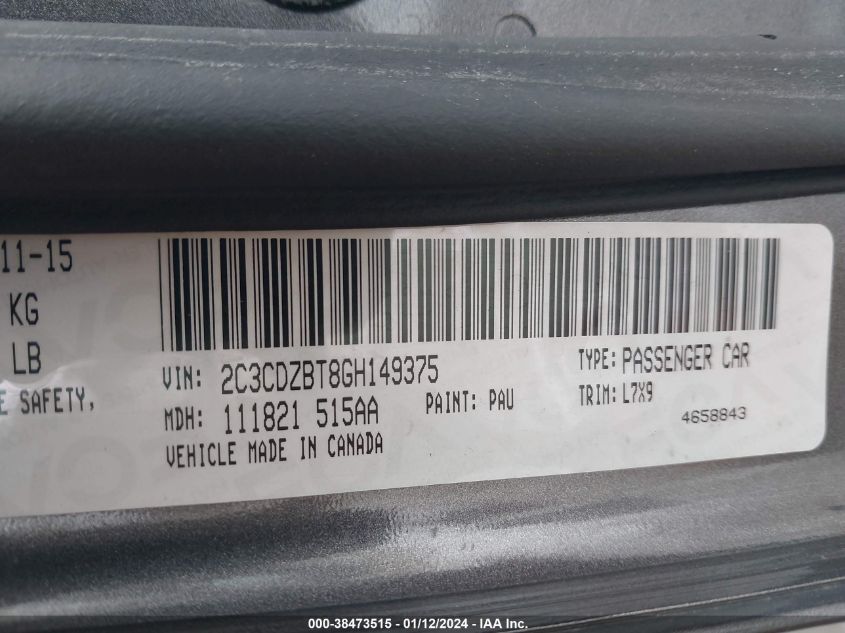 11-15
KG
LB
E SAFETY,
VIN: 2C3CDZBT8GH149375
TYPE: PASSENGER CAR
MDH: 111821 515AA
PAINT: PAU
TRIM: L7X9
VEHICLE MADE IN CANADA
4658843
000-38473515 - 01/12/2024 - IAA Inc.